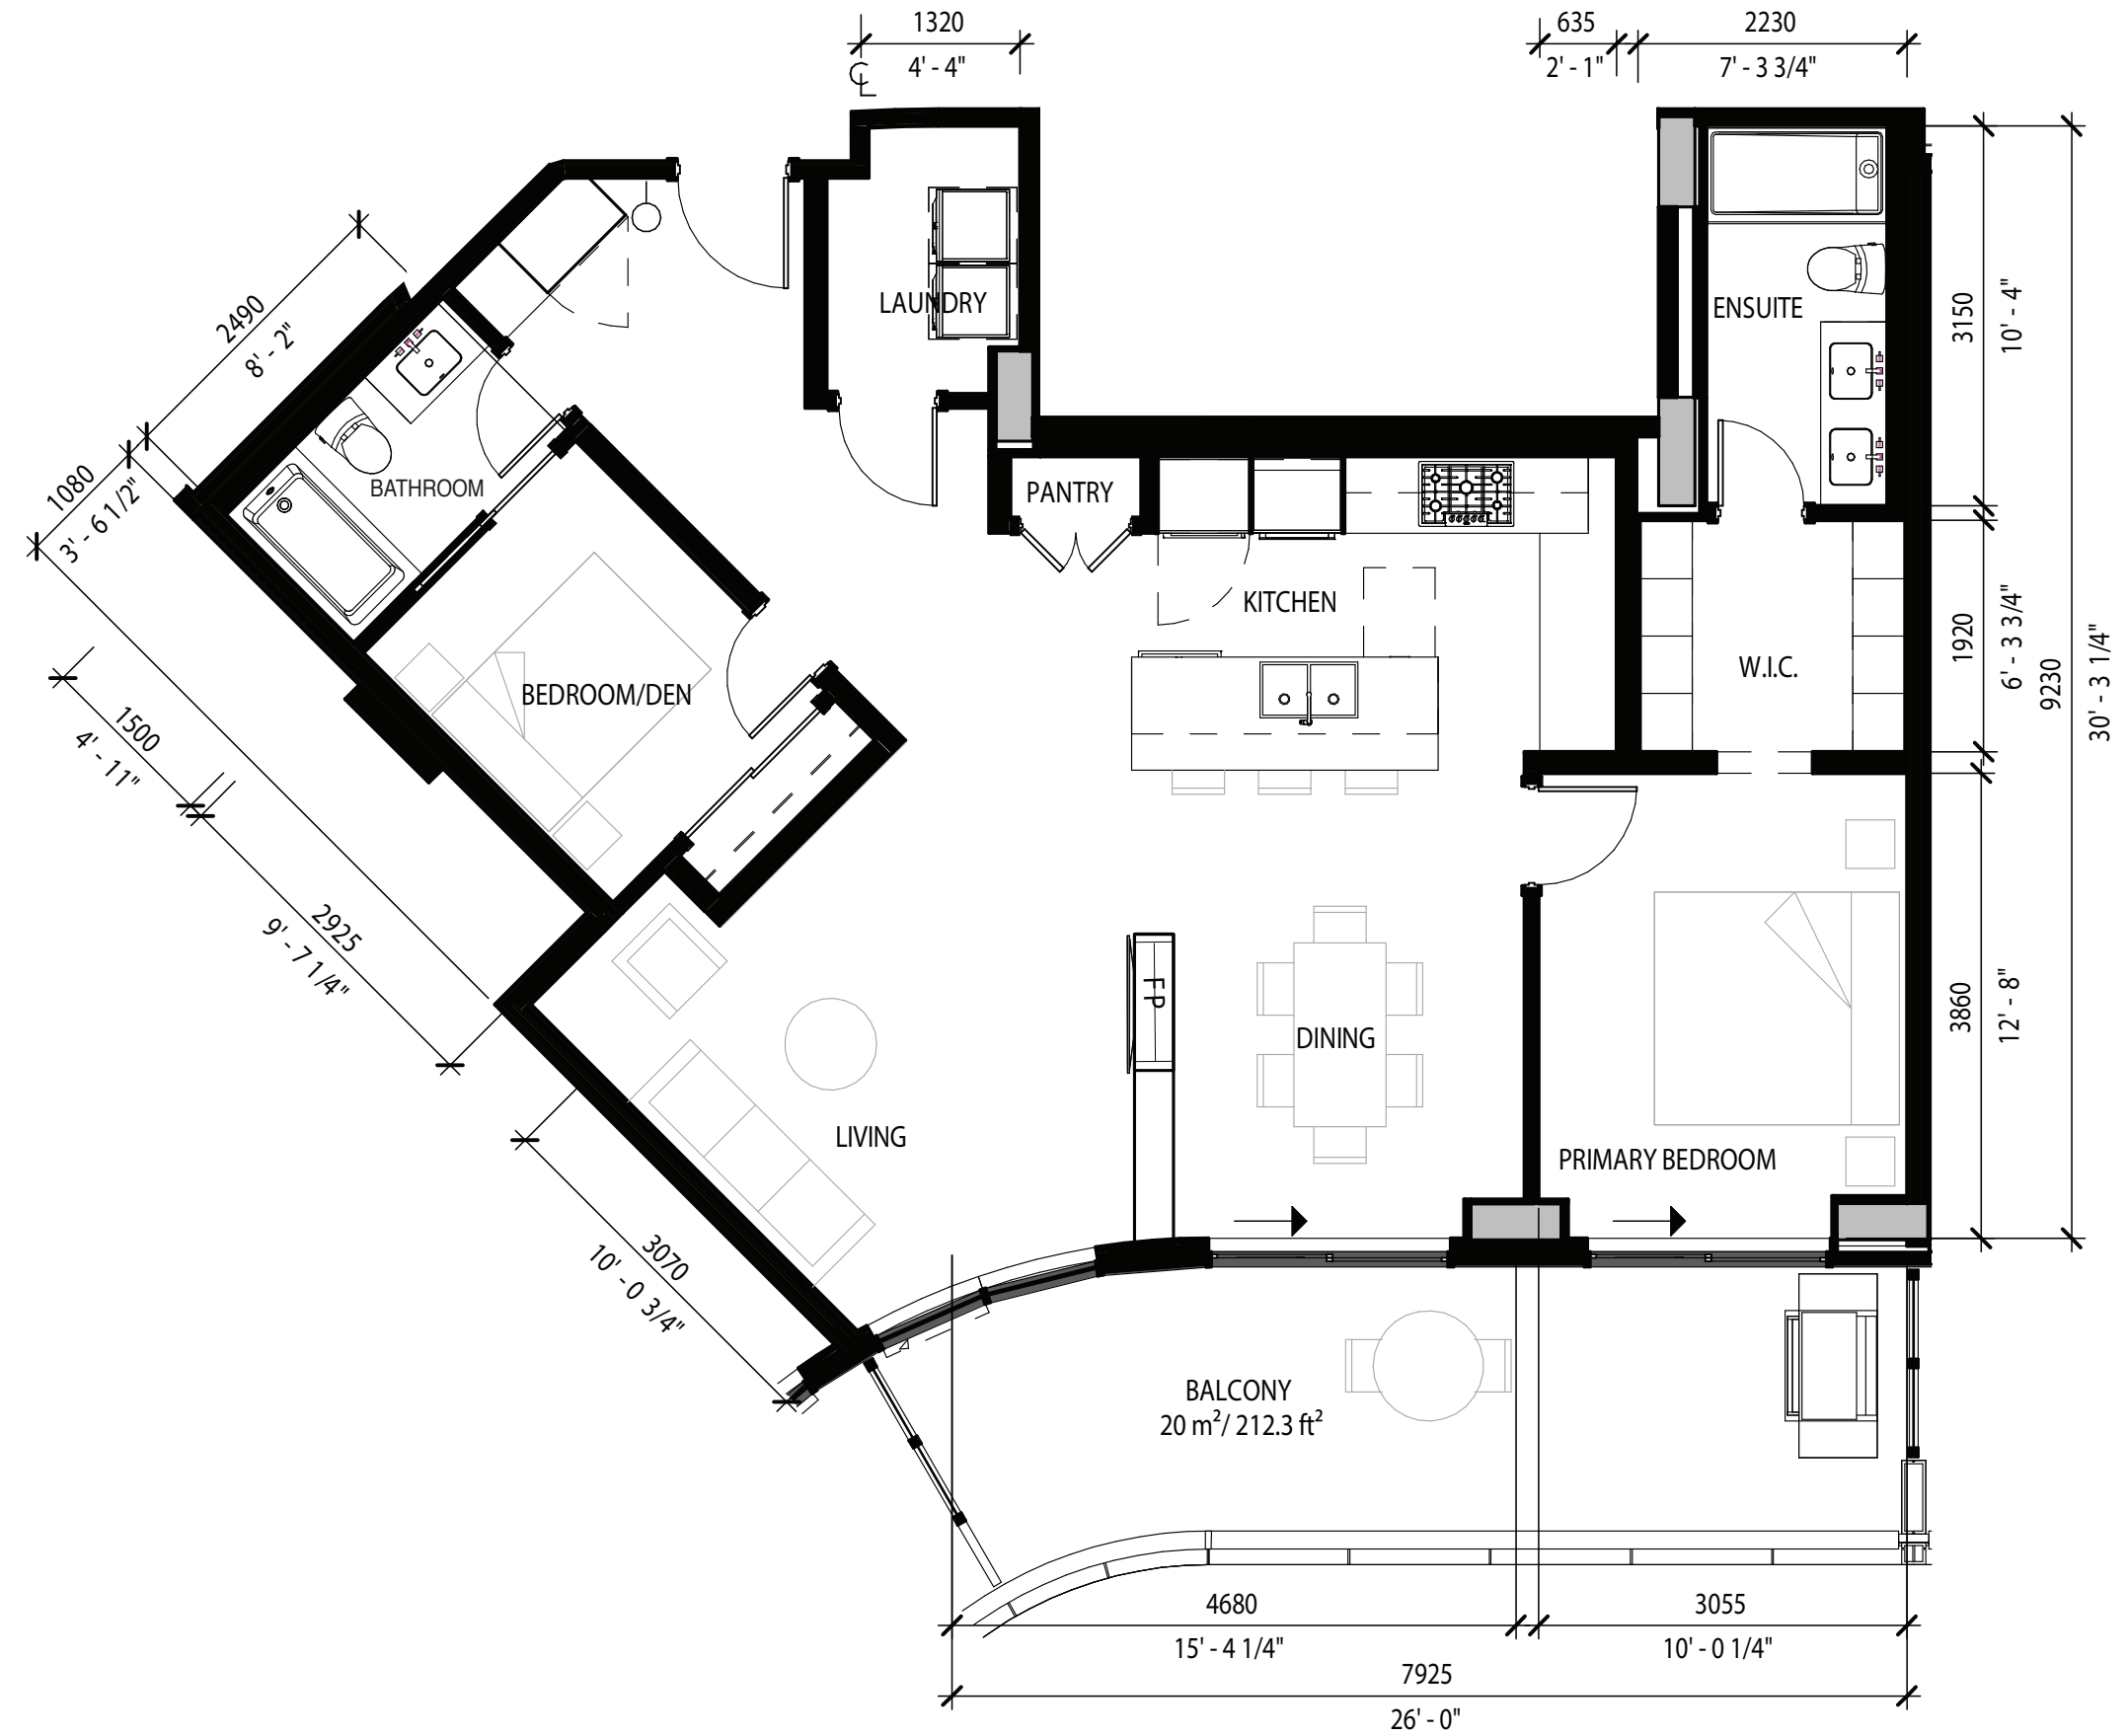 1320
4' - 4"
℄
635
2' - 1"
2230
7' - 3 3/4"
2490
8' - 2"
1080
3' - 6 1/2"
1500
4' - 11"
2925
9' - 7 1/4"
3070
10' - 0 3/4"
LAUNDRY
ENSUITE
BATHROOM
PANTRY
KITCHEN
BEDROOM/DEN
W.I.C.
FP
DINING
LIVING
PRIMARY BEDROOM
BALCONY
20 m²/ 212.3 ft²
3150
10' - 4"
1920
6' - 3 3/4"
9230
30' - 3 1/4"
3860
12' - 8"
4680
15' - 4 1/4"
3055
10' - 0 1/4"
7925
26' - 0"